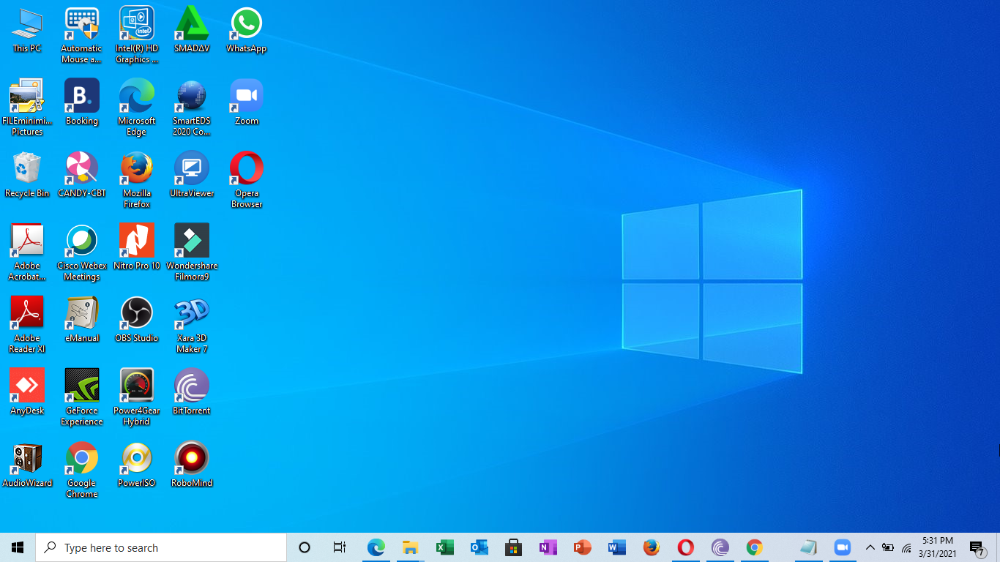 This PC
Automatic
Mouse a...
Intel(R) HD
Graphics ...
SMADΔV
WhatsApp
FILEminimi...
Pictures
Booking
Microsoft
Edge
SmartEDS
2020 Co...
Zoom
Recycle Bin
CANDY-CBT
Mozilla
Firefox
UltraViewer
Opera
Browser
Adobe
Acrobat...
Cisco Webex
Meetings
Nitro Pro 10
Wondershare
Filmora9
Adobe
Reader XI
eManual
OBS Studio
Xara 3D
Maker 7
AnyDesk
GeForce
Experience
Power4Gear
Hybrid
BitTorrent
AudioWizard
Google
Chrome
PowerISO
RoboMind
Type here to search
5:31 PM
3/31/2021
7